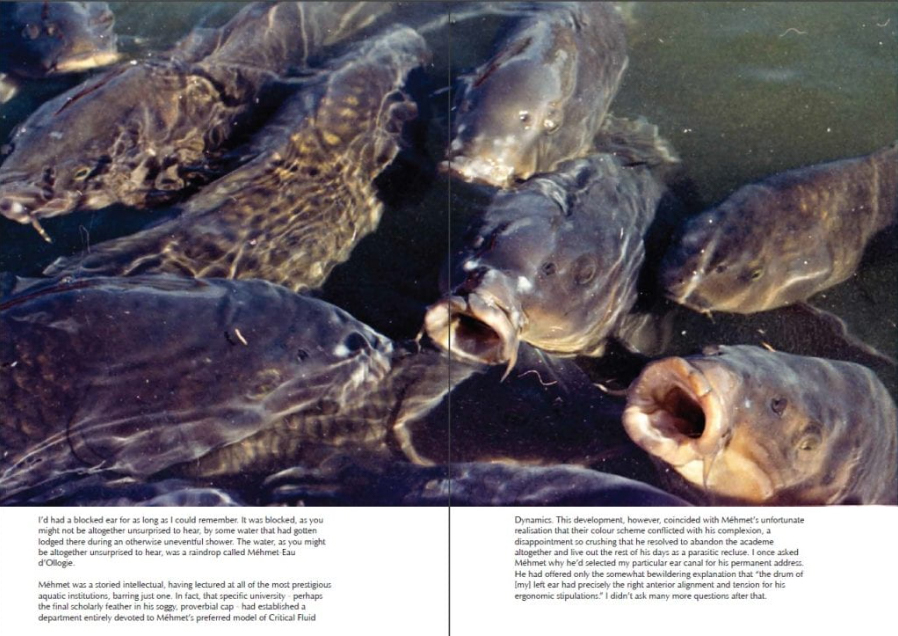 I'd had a blocked ear for as long as I could remember. It was blocked, as you
might not be altogether unsurprised to hear, by some water that had gotten
lodged there during an otherwise uneventful shower. The water, as you might
be altogether unsurprised to hear, was a raindrop called Méhmet-Eau
d'Ollogie.
Méhmet was a storied intellectual, having lectured at all of the most prestigious
aquatic institutions, barring just one. In fact, that specific university - perhaps
the final scholarly feather in his soggy, proverbial cap - had established a
department entirely devoted to Méhmet's preferred model of Critical Fluid
Dynamics. This development, however, coincided with Méhmet's unfortunate
realisation that their colour scheme conflicted with his complexion, a
disappointment so crushing that he resolved to abandon the academe
altogether and live out the rest of his days as a parasitic recluse. I once asked
Méhmet why he'd selected my particular ear canal for his permanent address.
He had offered only the somewhat bewildering explanation that "the drum of
[my] left ear had precisely the right anterior alignment and tension for his
ergonomic stipulations." I didn't ask many more questions after that.